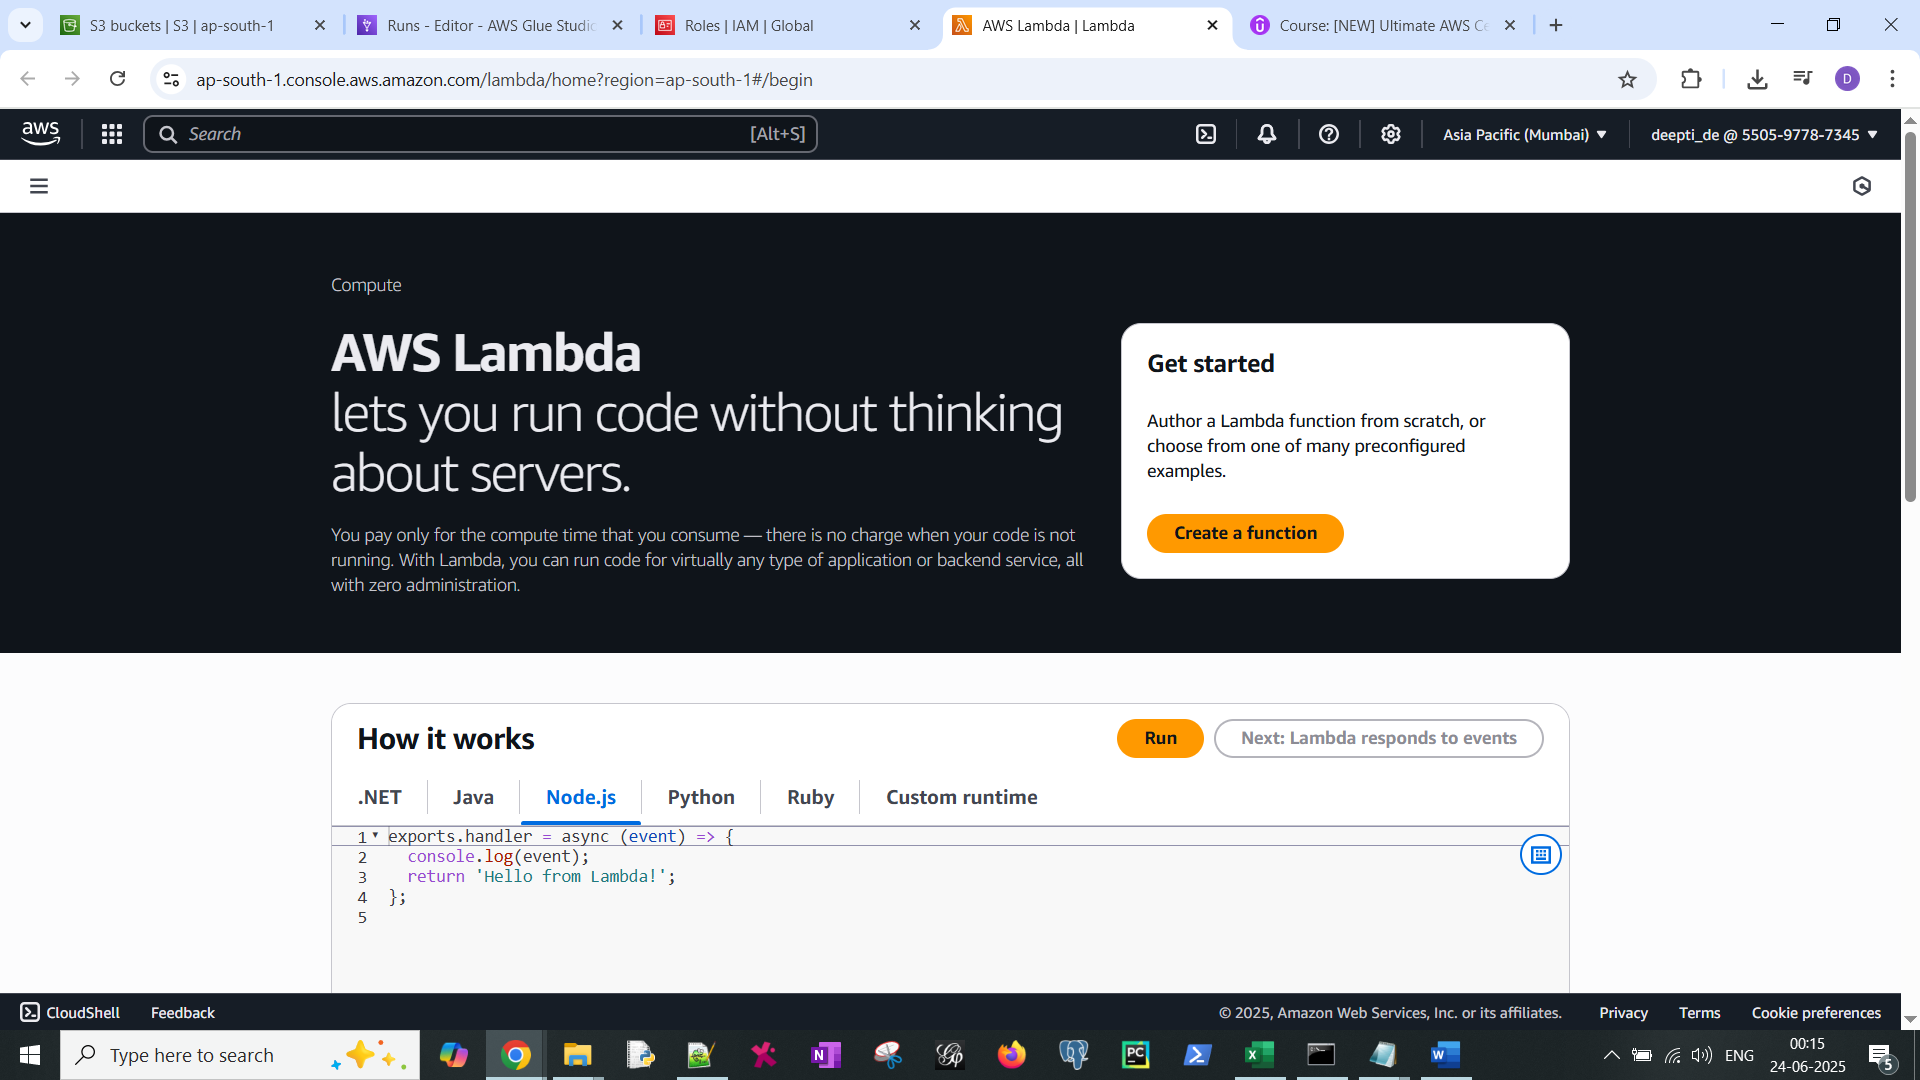 S3 buckets | S3 | ap-south-1
Runs - Editor - AWS Glue Studio
Roles | IAM | Global
AWS Lambda | Lambda
Course: [NEW] Ultimate AWS Ce
ap-south-1.console.aws.amazon.com/lambda/home?region=ap-south-1#/begin
D
aws
Search
[Alt+S]
Asia Pacific (Mumbai)
deepti_de @ 5505-9778-7345
Compute
AWS Lambda
lets you run code without thinking
about servers.
You pay only for the compute time that you consume — there is no charge when your code is not
running. With Lambda, you can run code for virtually any type of application or backend service, all
with zero administration.
Get started
Author a Lambda function from scratch, or
choose from one of many preconfigured
examples.
Create a function
How it works
Run
Next: Lambda responds to events
.NET
Java
Node.js
Python
Ruby
Custom runtime
1 exports.handler = async (event) => {
2 console.log(event);
3 return 'Hello from Lambda!';
4 };
5
CloudShell
Feedback
© 2025, Amazon Web Services, Inc. or its affiliates.
Privacy
Terms
Cookie preferences
Type here to search
ENG
00:15
24-06-2025
5